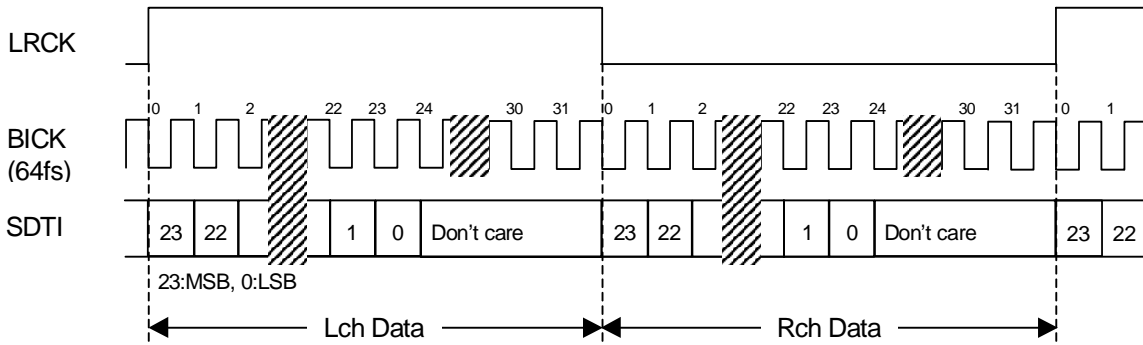 LRCK
0 1 2 22 23 24 30 31 0 1 2 22 23 24 30 31 0 1
BICK
(64fs)
SDTI 23 22 1 0 Don't care 23 22 1 0 Don't care 23 22
23:MSB, 0:LSB
Lch Data Rch Data